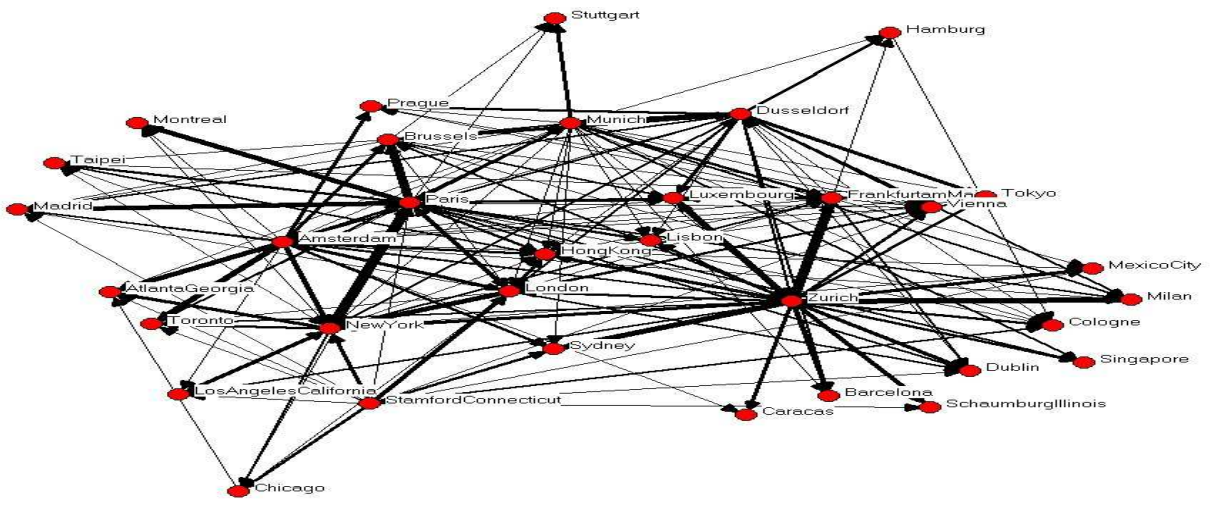 Stuttgart
Hamburg
Prague
Dusseldorf
Montreal
Munich
Brussels
Taipei
Luxembourg
FrankfurtamMa
Tokyo
Paris
Vienna
Madrid
Amsterdam
Lisbon
HongKong
MexicoCity
AtlantaGeorgia
London
Zurich
Milan
Toronto
NewYork
Cologne
Sydney
Dublin
Singapore
LosAngelesCalifornia
StamfordConnecticut
Barcelona
Caracas
SchaumburgIllinois
Chicago